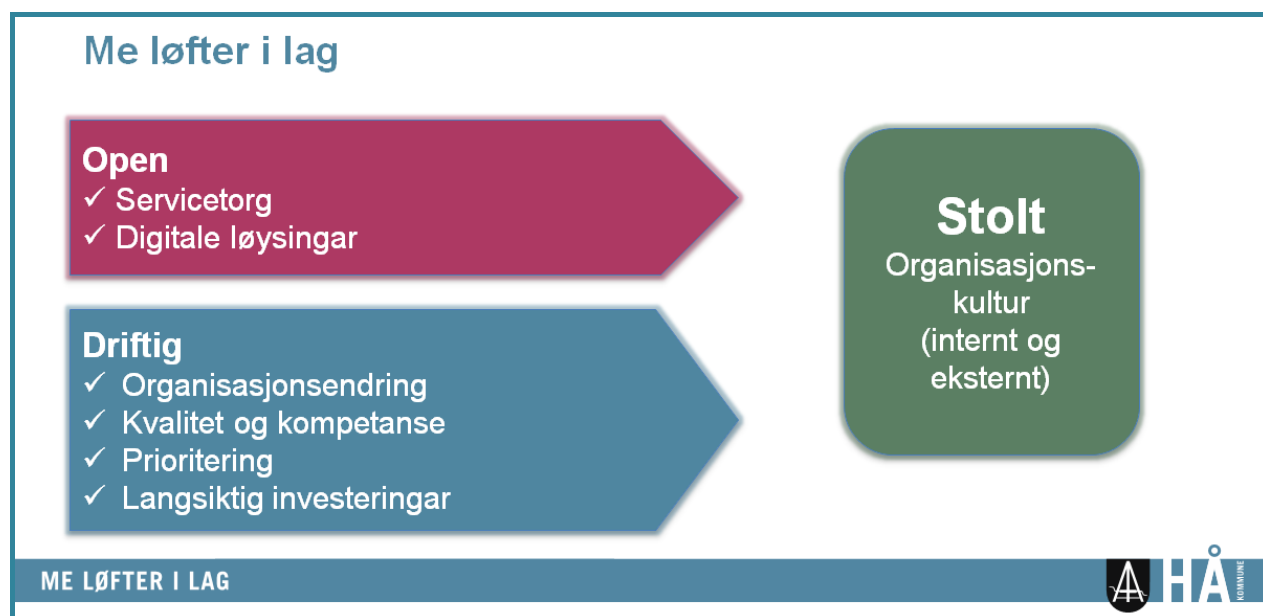 Me løfter i lag
Open
✓ Servicetorg
✓ Digitale løysingar
Driftig
✓ Organisasjonsendring
✓ Kvalitet og kompetanse
✓ Prioritering
✓ Langsiktig investeringar
Stolt
Organisasjons-
kultur
(internt og
eksternt)
ME LØFTER I LAG
HÅ
KOMMUNE